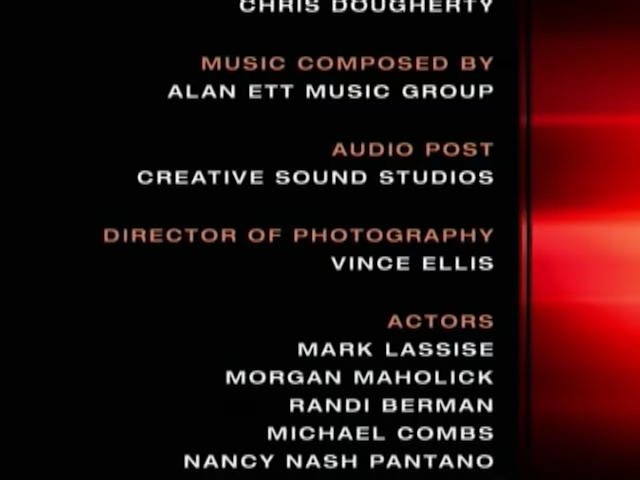 CHRIS DOUGHERTY
MUSIC COMPOSED BY
ALAN ETT MUSIC GROUP
AUDIO POST
CREATIVE SOUND STUDIOS
DIRECTOR OF PHOTOGRAPHY
VINCE ELLIS
ACTORS
MARK LASSISE
MORGAN MAHOLICK
RANDI BERMAN
MICHAEL COMBS
NANCY NASH PANTANO